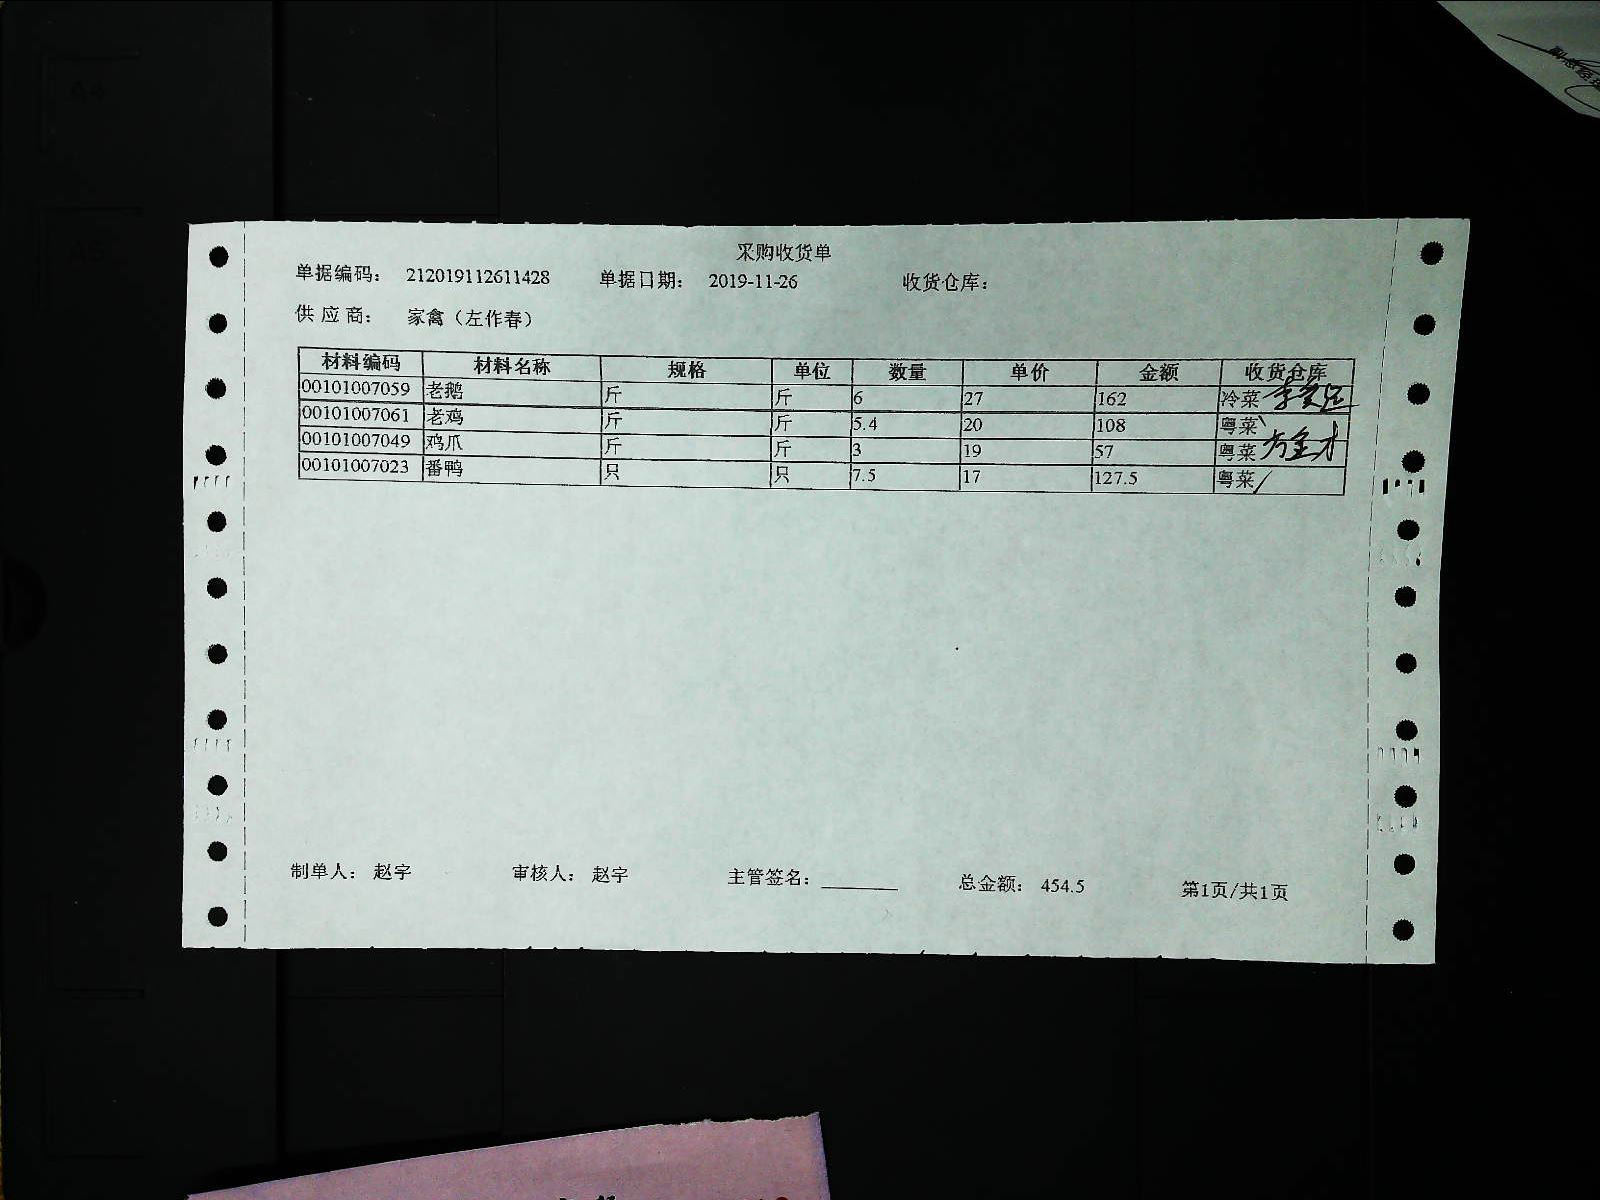 采购收货单
单据编码： 212019112611428 单据日期： 2019-11-26 收货仓库：
供 应 商： 家禽（左作春）
材料编码 材料名称 规格 单位 数量 单价 金额 收货仓库
00101007059 老鹅 斤 斤 6 27 162 冷菜
00101007061 老鸡 斤 斤 5.4 20 108 粤菜
00101007049 鸡爪 斤 斤 3 19 57 粤菜
00101007023 番鸭 只 只 7.5 17 127.5 粤菜
制单人： 赵宇 审核人： 赵宇 主管签名： 总金额： 454.5 第1页/共1页